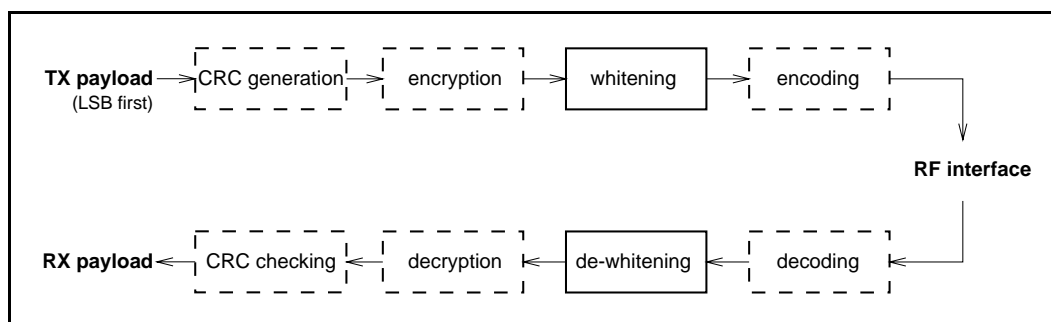 TX payload
(LSB first)
CRC generation
encryption
whitening
encoding
RF interface
RX payload
CRC checking
decryption
de-whitening
decoding